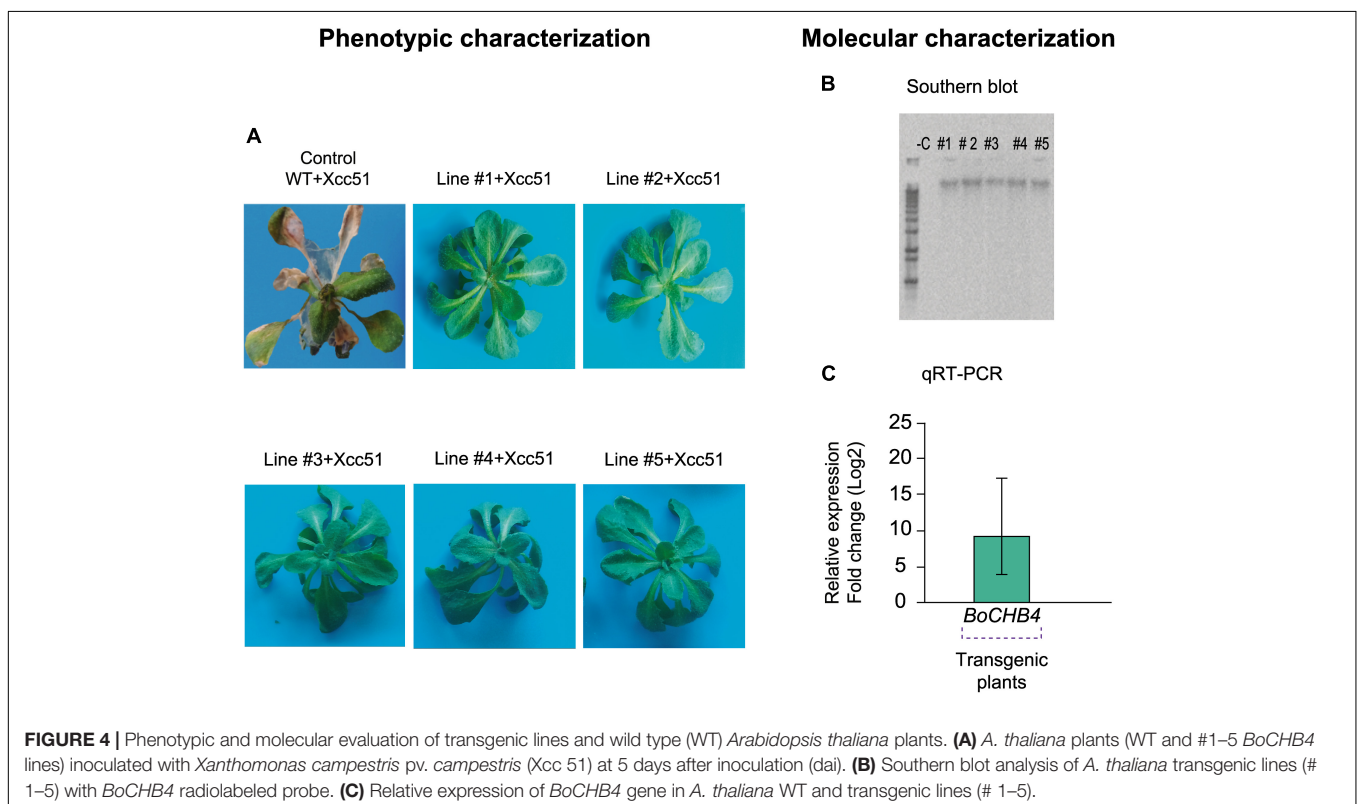 Phenotypic characterization
Molecular characterization
A
Control
WT+Xcc51
Line #1+Xcc51
Line #2+Xcc51
Line #3+Xcc51
Line #4+Xcc51
Line #5+Xcc51
B
Southern blot
-C #1 # 2 #3 #4 #5
C
qRT-PCR
Relative expression
Fold change (Log2)
25
20
15
10
5
0
BoCHB4
Transgenic
plants
FIGURE 4 | Phenotypic and molecular evaluation of transgenic lines and wild type (WT) Arabidopsis thaliana plants. (A) A. thaliana plants (WT and #1–5 BoCHB4
lines) inoculated with Xanthomonas campestris pv. campestris (Xcc 51) at 5 days after inoculation (dai). (B) Southern blot analysis of A. thaliana transgenic lines (#
1–5) with BoCHB4 radiolabeled probe. (C) Relative expression of BoCHB4 gene in A. thaliana WT and transgenic lines (# 1–5).